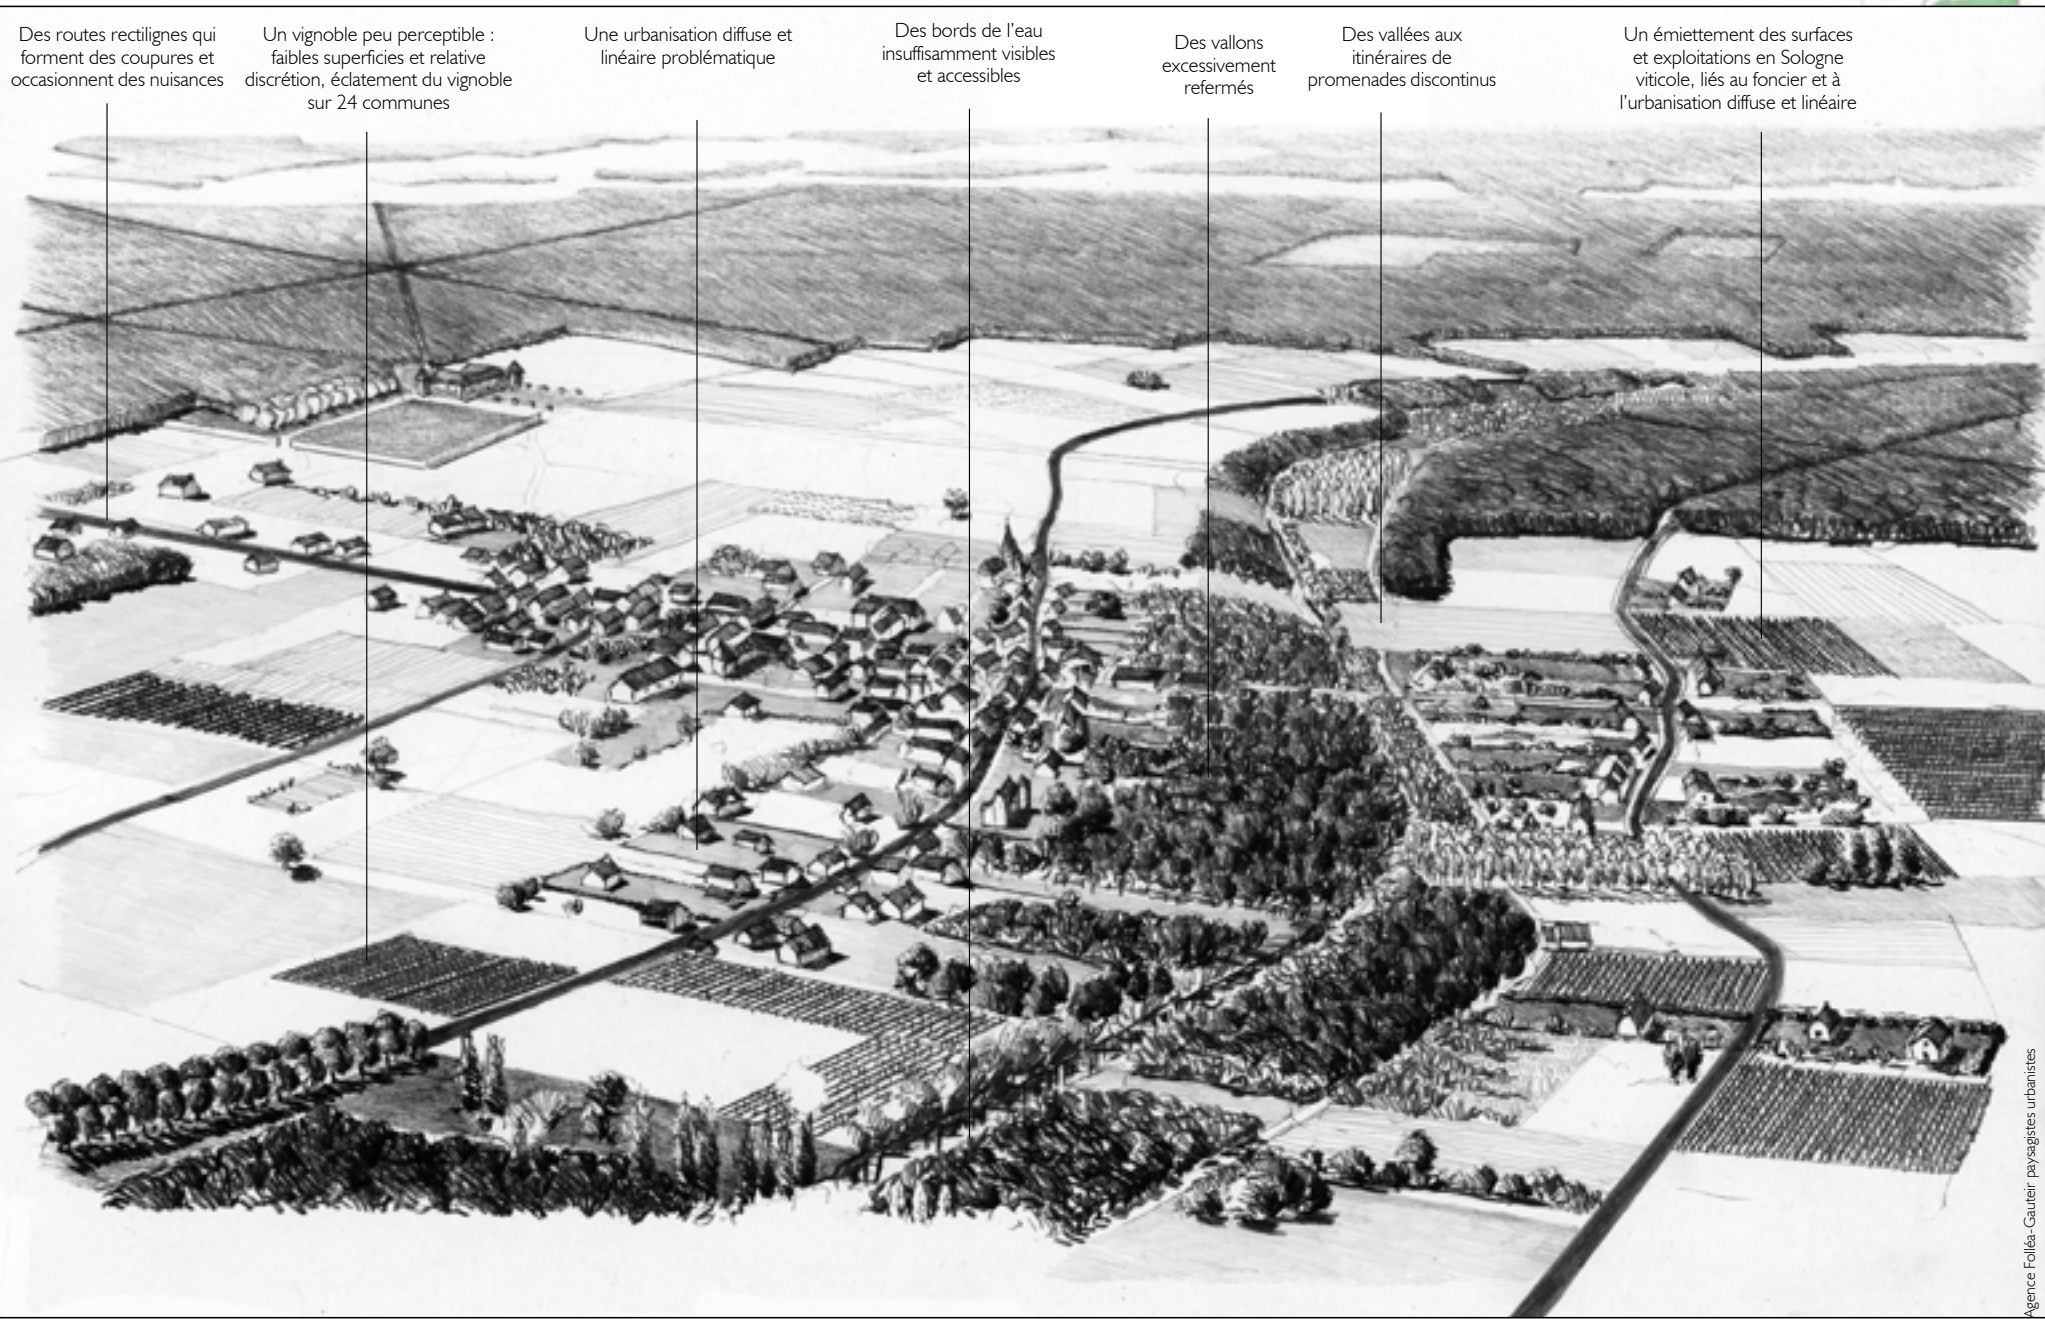 Des routes rectilignes qui
forment des coupures et
occasionnent des nuisances
Un vignoble peu perceptible :
faibles superficies et relative
discrétion, éclatement du vignoble
sur 24 communes
Une urbanisation diffuse et
linéaire problématique
Des bords de l’eau
insuffisamment visibles
et accessibles
Des vallons
excessivement
refermés
Des vallées aux
itinéraires de
promenades discontinus
Un émiettement des surfaces
et exploitations en Sologne
viticole, liés au foncier et à
l’urbanisation diffuse et linéaire
Agence Folléa-Gauteir paysagistes urbanistes